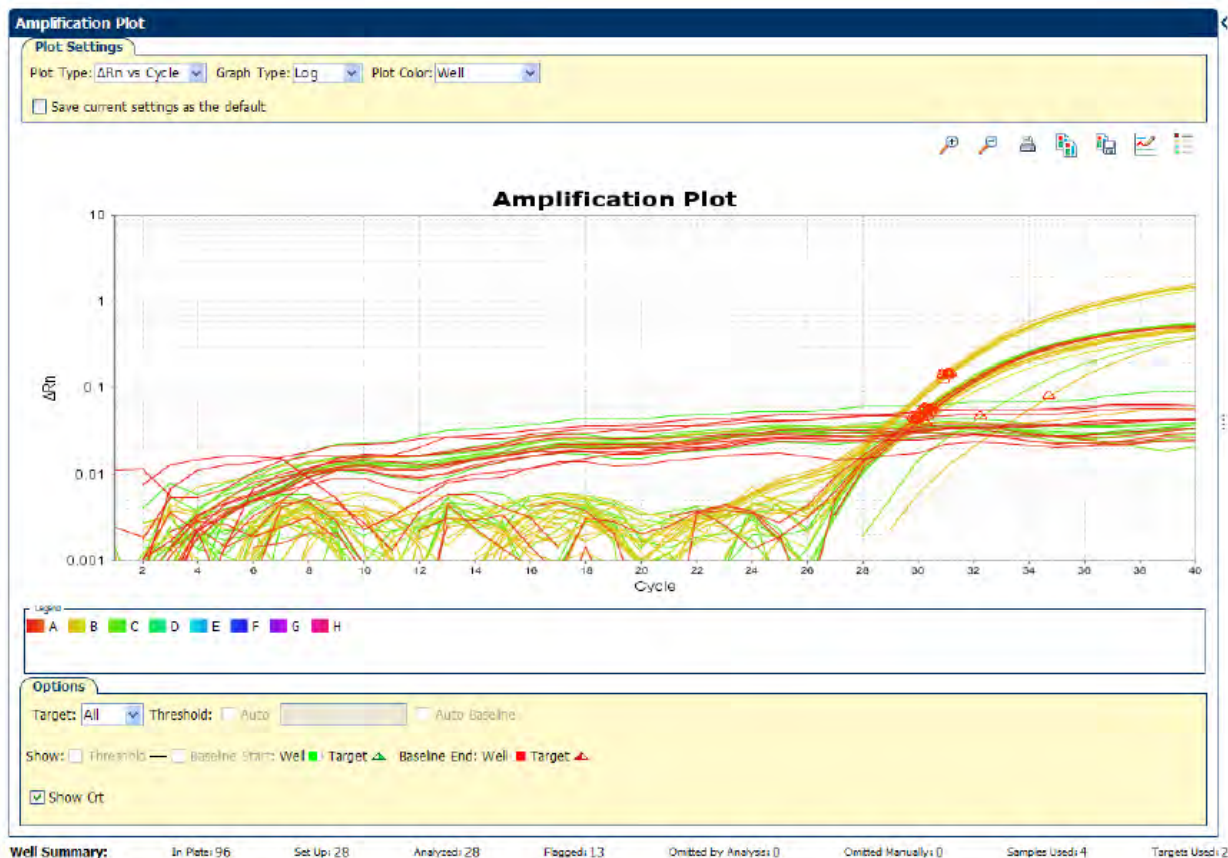 Amplification Plot
Plot Settings
Plot Type: ΔRn vs Cycle Graph Type: Log Plot Color: Well
Save current settings as the default
Amplification Plot
10
1
0.1
0.01
0.001
ΔRn
2 4 6 8 10 12 14 16 18 20 22 24 26 28 30 32 34 36 38 40
Cycle
Legend
A B C D E F G H
Options
Target: All Threshold: Auto Auto Baseline
Show: Threshold Baseline Start: Well Target Baseline End: Well Target
Show Crt
Well Summary: In Plate: 96 Set Up: 28 Analyzed: 28 Flagged: 13 Omitted by Analysis: 0 Omitted Manually: 0 Samples Used: 4 Targets Used: 2